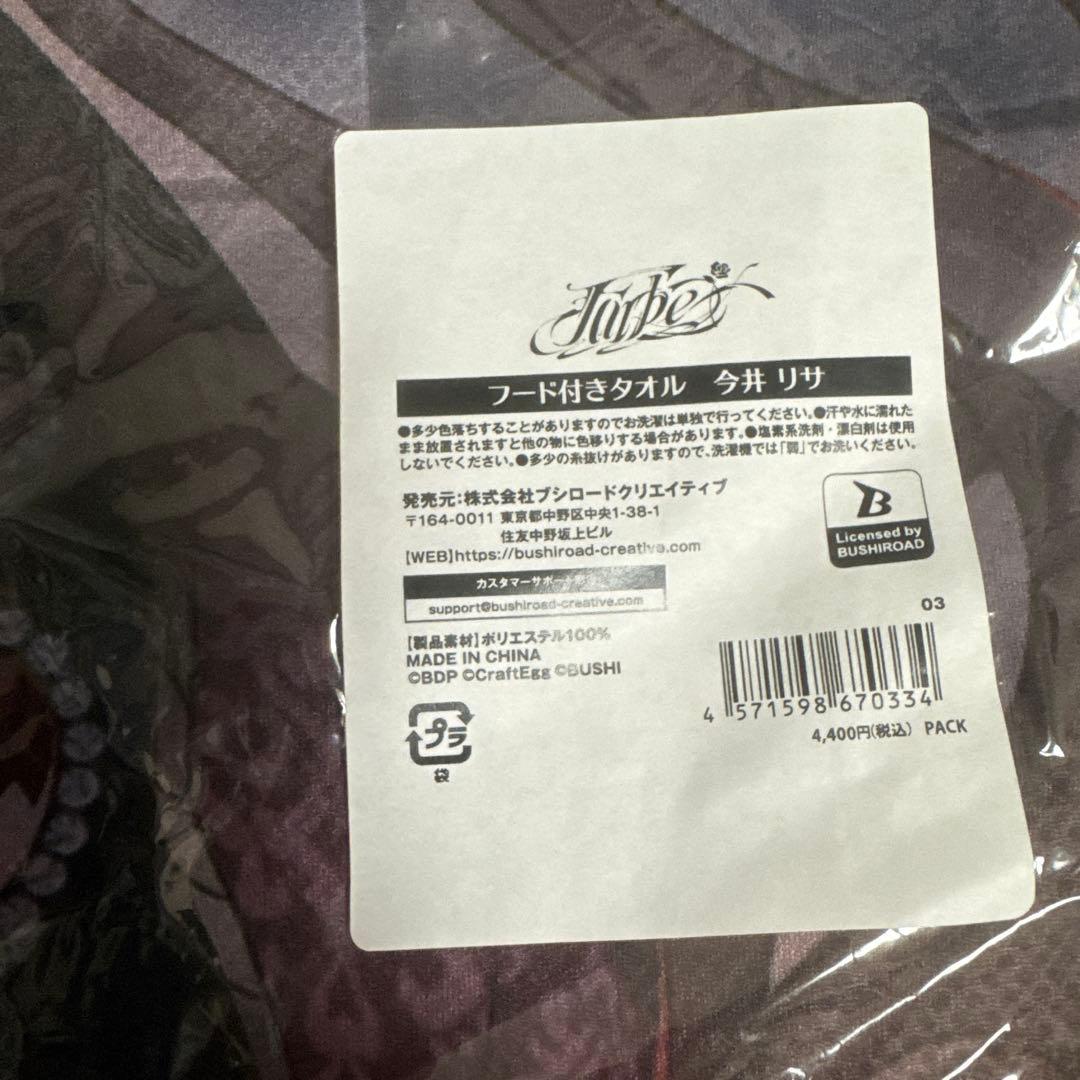 Farbe
フード付きタオル 今井 リサ
●多少色落ちすることがありますのでお洗濯は単独で行ってください。●汗や水に濡れた
まま放置されますと他の物に色移りする場合があります。●塩素系洗剤・漂白剤は使用
しないでください。●多少の糸抜けがありますので、洗濯機では「弱」でお洗いください。
発売元:株式会社ブシロードクリエイティブ
〒164-0011 東京都中野区中央1-38-1
住友中野坂上ビル
【WEB】https://bushiroad-creative.com
B
Licensed by
BUSHIROAD
カスタマーサポート
support@bushiroad-creative.com
03
【製品素材】ポリエステル100%
MADE IN CHINA
©BDP ©CraftEgg ©BUSHI
4 571598 670334
4,400円(税込) PACK
プラ
袋